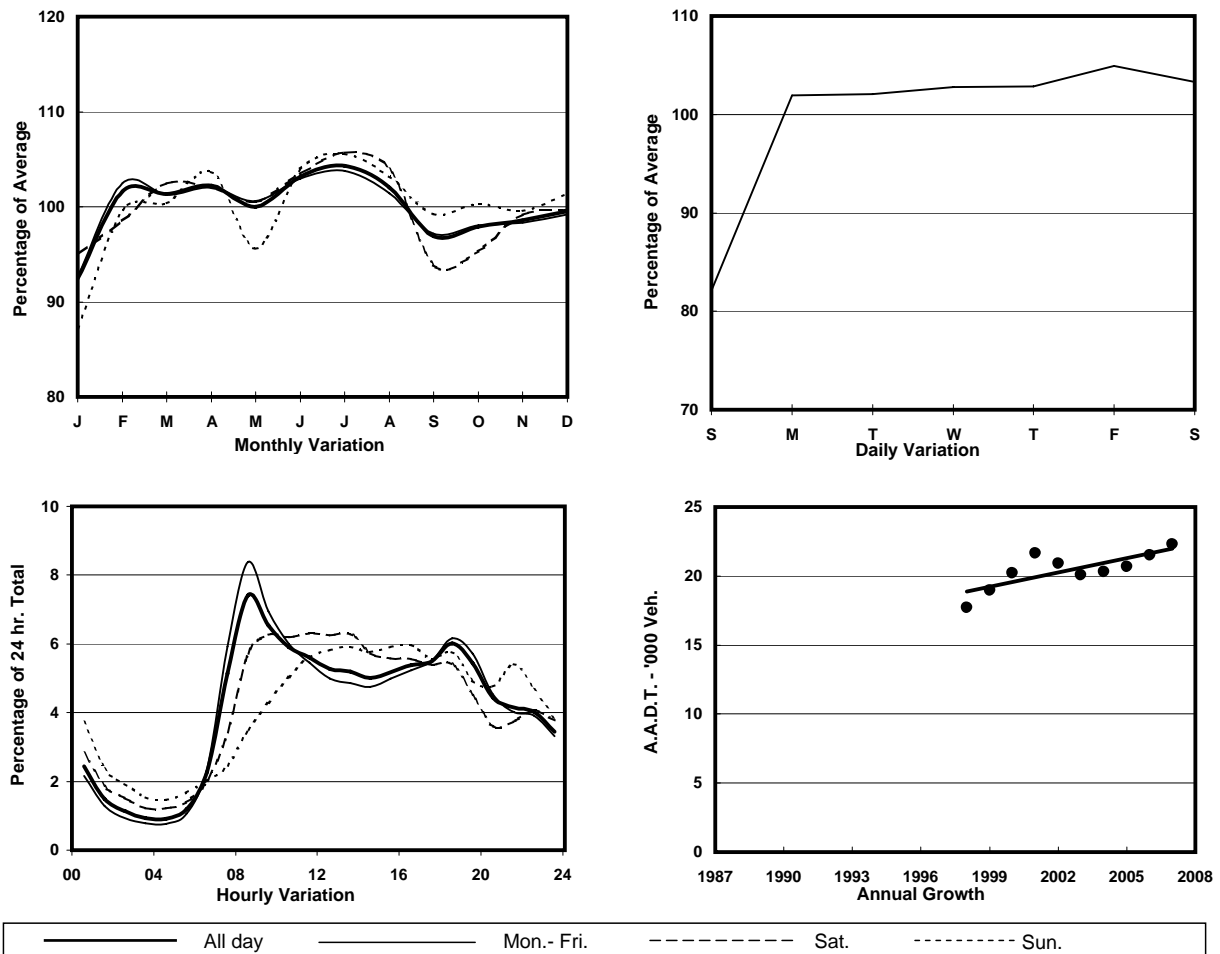 120
110
100
90
80
Percentage of Average
J F M A M J J A S O N D
Monthly Variation
110
100
90
80
70
Percentage of Average
S M T W T F S
Daily Variation
10
8
6
4
2
0
Percentage of 24 hr. Total
00 04 08 12 16 20 24
Hourly Variation
25
20
15
10
5
0
A.A.D.T. - '000 Veh.
1987 1990 1993 1996 1999 2002 2005 2008
Annual Growth
All day Mon.- Fri. Sat. Sun.